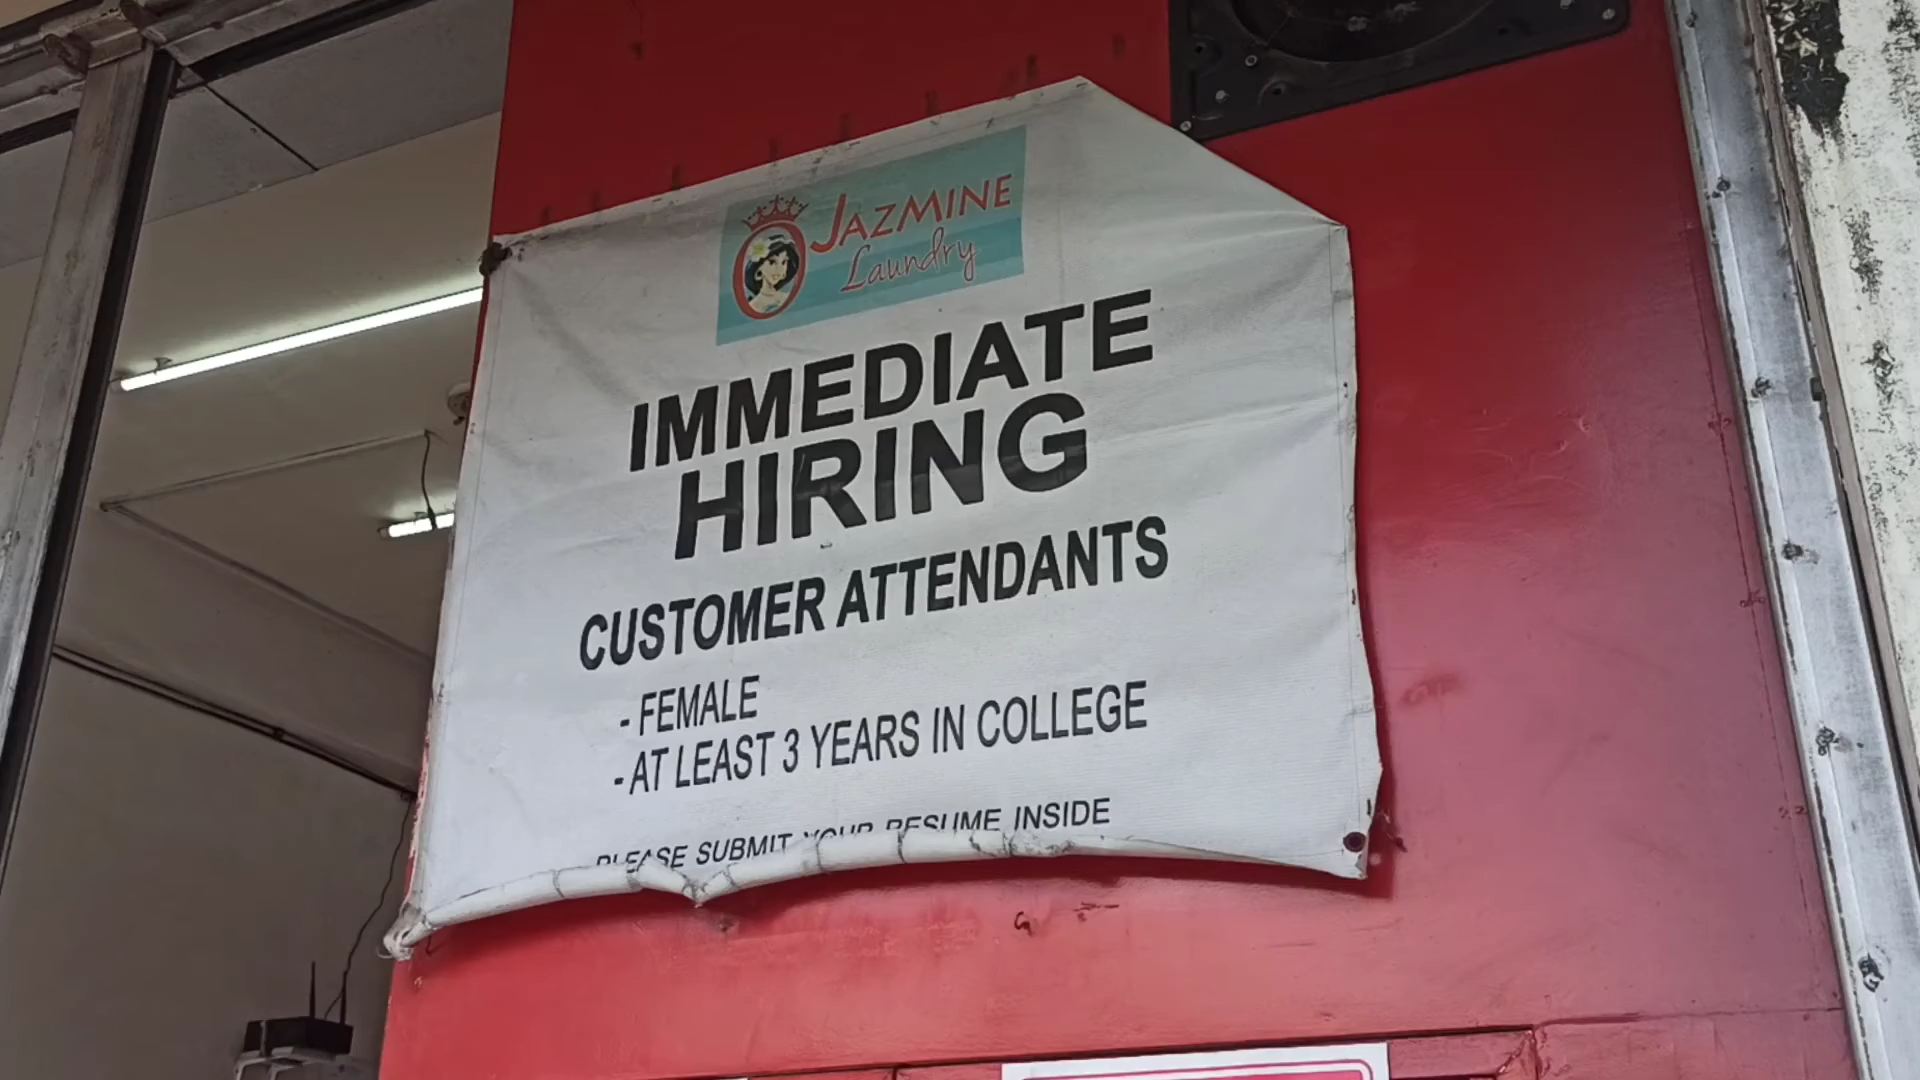 JAZMINE
Laundry
IMMEDIATE
HIRING
CUSTOMER ATTENDANTS
- FEMALE
- AT LEAST 3 YEARS IN COLLEGE
PLEASE SUBMIT YOUR RESUME INSIDE